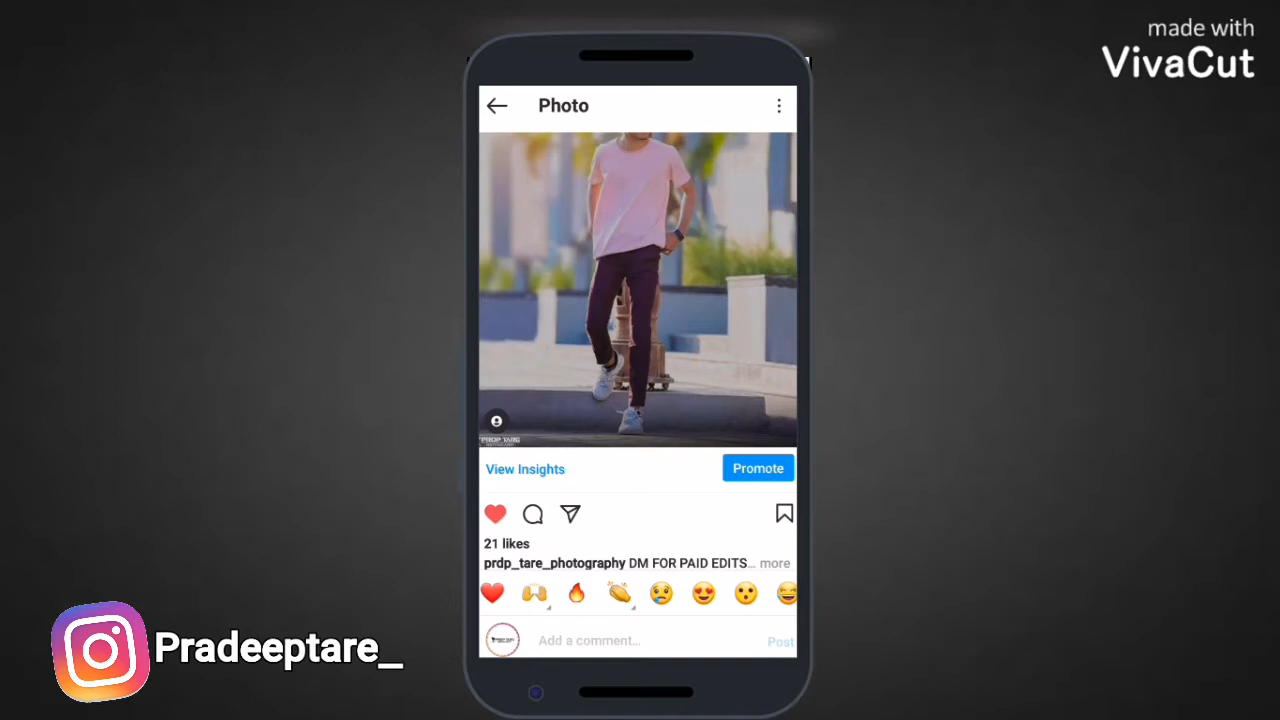 made with
VivaCut
Photo
View Insights
Promote
21 likes
prdp_tare_photography DM FOR PAID EDITS... more
Add a comment...
Post
Pradeeptare_